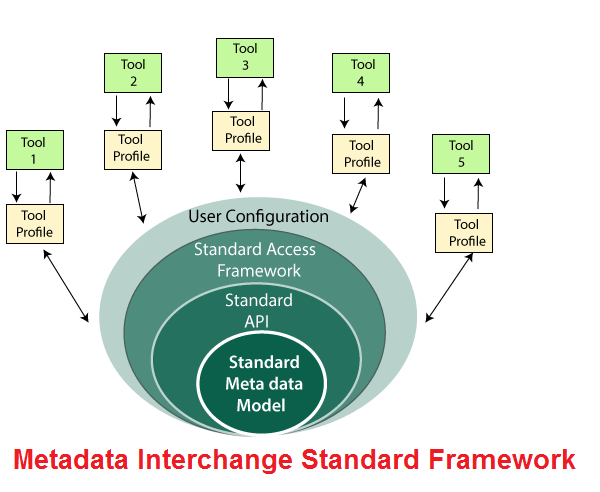 Tool
1
Tool
Profile
Tool
2
Tool
Profile
Tool
3
Tool
Profile
Tool
4
Tool
Profile
Tool
5
Tool
Profile
User Configuration
Standard Access
Framework
Standard
API
Standard
Meta data
Model
Metadata Interchange Standard Framework